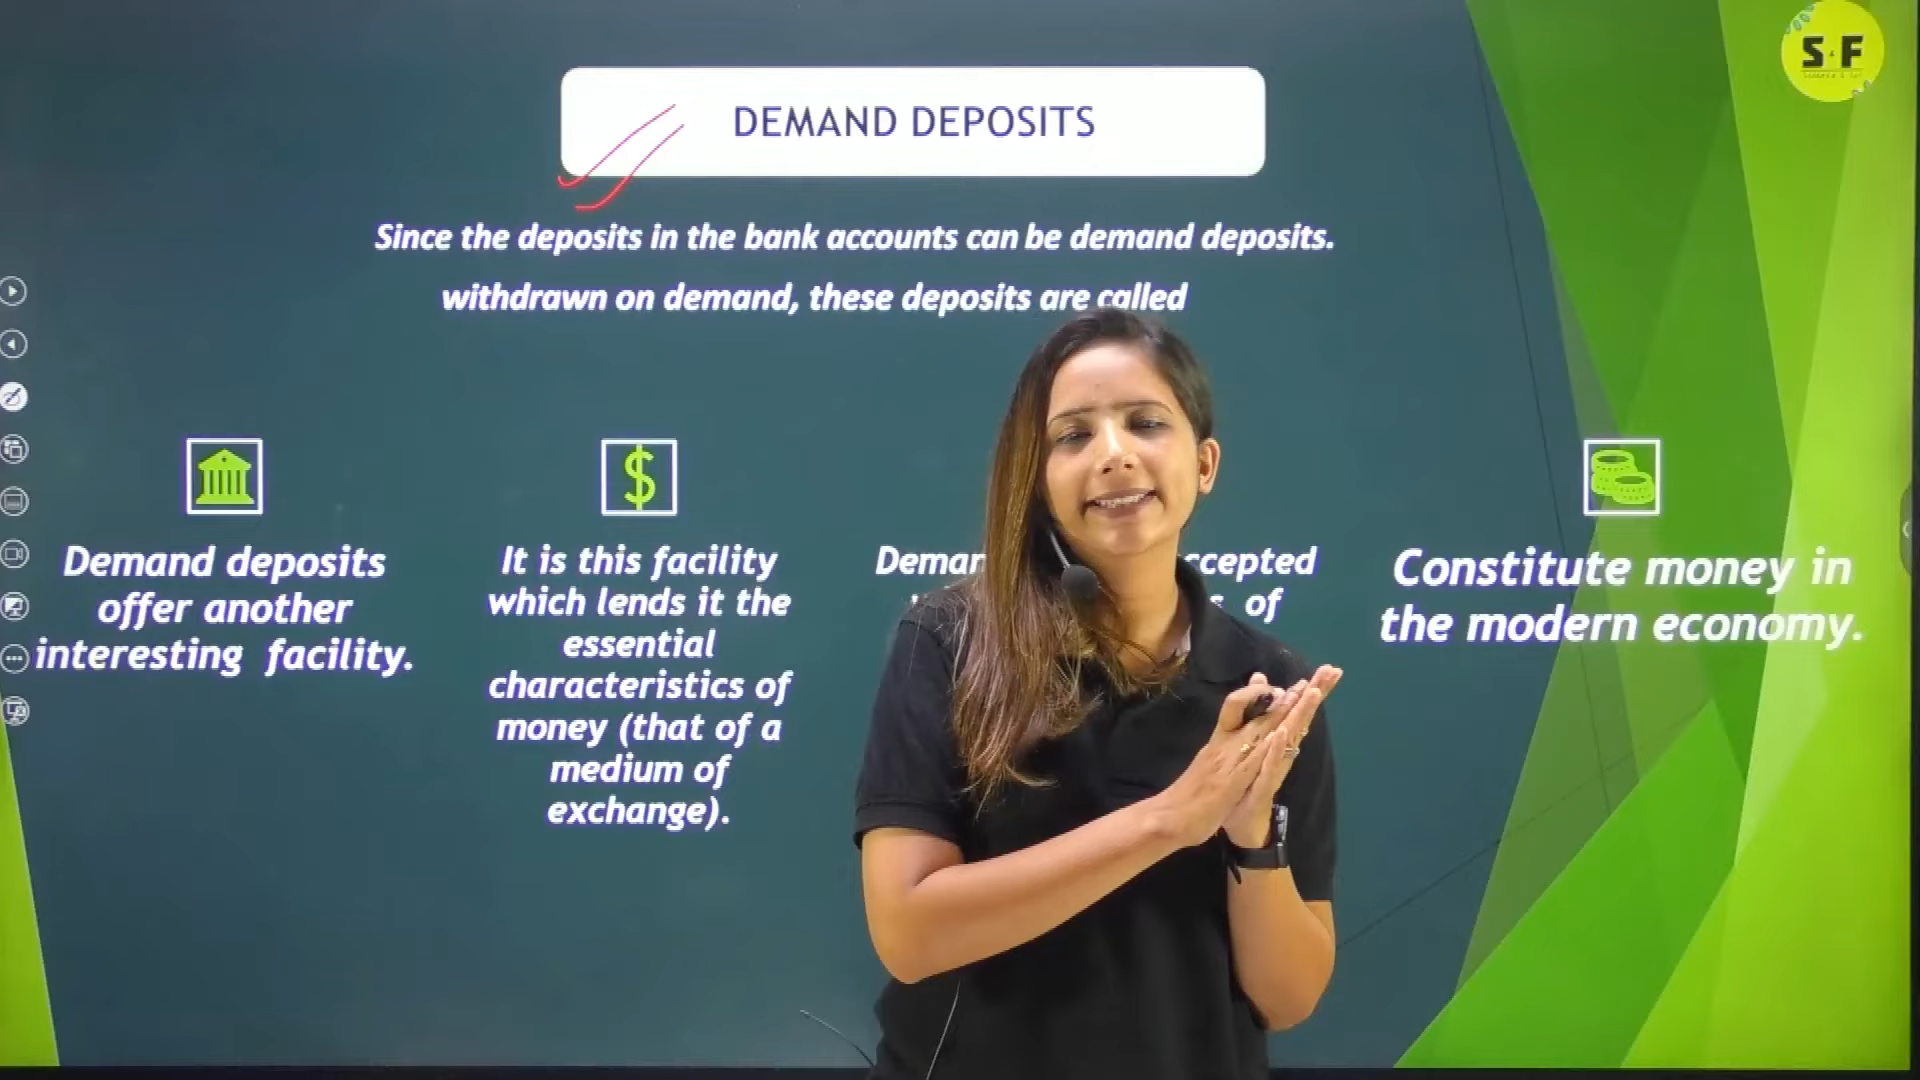 S & F
DEMAND DEPOSITS
Since the deposits in the bank accounts can be demand deposits.
withdrawn on demand, these deposits are called
Demand deposits
offer another
interesting facility.
It is this facility
which lends it the
essential
characteristics of
money (that of a
medium of
exchange).
of
Constitute money in
the modern economy.